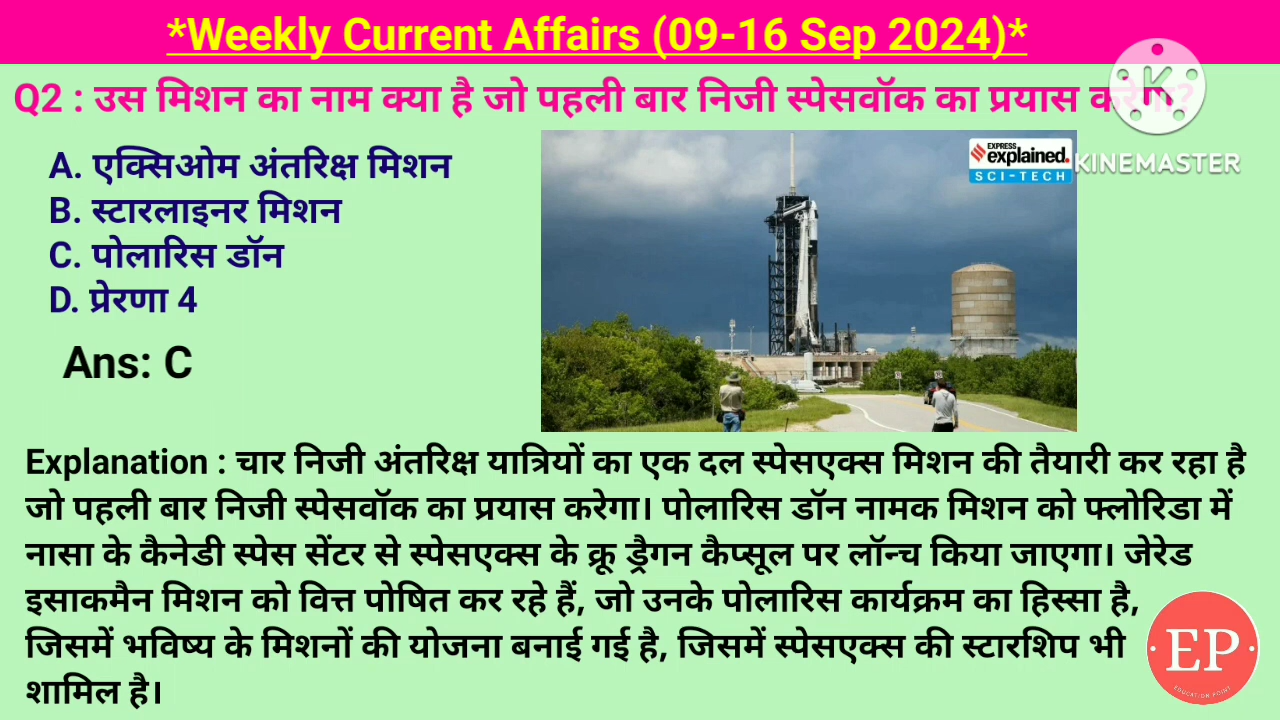 *Weekly Current Affairs (09-16 Sep 2024)*
Q2 : उस मिशन का नाम क्या है जो पहली बार निजी स्पेसवॉक का प्रयास करेगा?
K
KINEMASTER
EXPRESS
explained.
SCI-TECH
A. एक्सिओम अंतरिक्ष मिशन
B. स्टारलाइनर मिशन
C. पोलारिस डॉन
D. प्रेरणा 4
Ans: C
Explanation : चार निजी अंतरिक्ष यात्रियों का एक दल स्पेसएक्स मिशन की तैयारी कर रहा है
जो पहली बार निजी स्पेसवॉक का प्रयास करेगा। पोलारिस डॉन नामक मिशन को फ्लोरिडा में
नासा के कैनेडी स्पेस सेंटर से स्पेसएक्स के क्रू ड्रैगन कैप्सूल पर लॉन्च किया जाएगा। जेरेड
इसाकमैन मिशन को वित्त पोषित कर रहे हैं, जो उनके पोलारिस कार्यक्रम का हिस्सा है,
जिसमें भविष्य के मिशनों की योजना बनाई गई है, जिसमें स्पेसएक्स की स्टारशिप भी
शामिल है।
EP
EDUCATION POINT